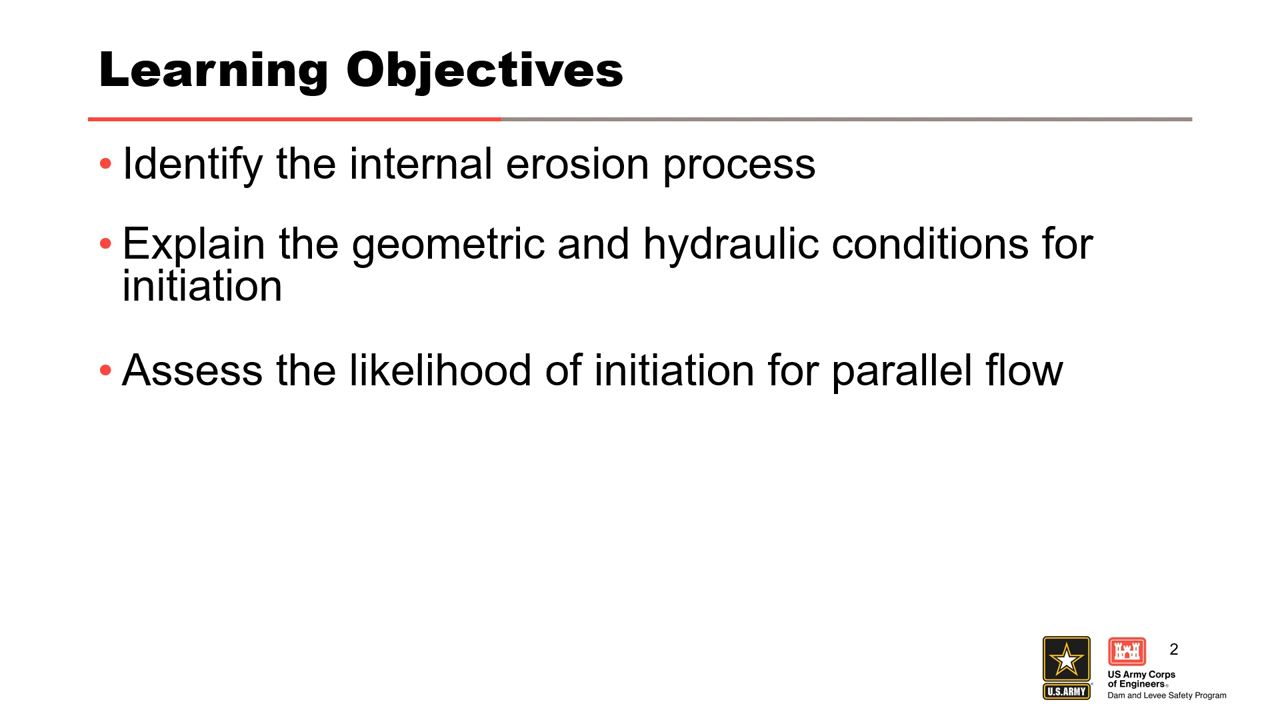 Learning Objectives
• Identify the internal erosion process
• Explain the geometric and hydraulic conditions for
initiation
• Assess the likelihood of initiation for parallel flow
2
U.S.ARMY
US Army Corps
of Engineers®
Dam and Levee Safety Program